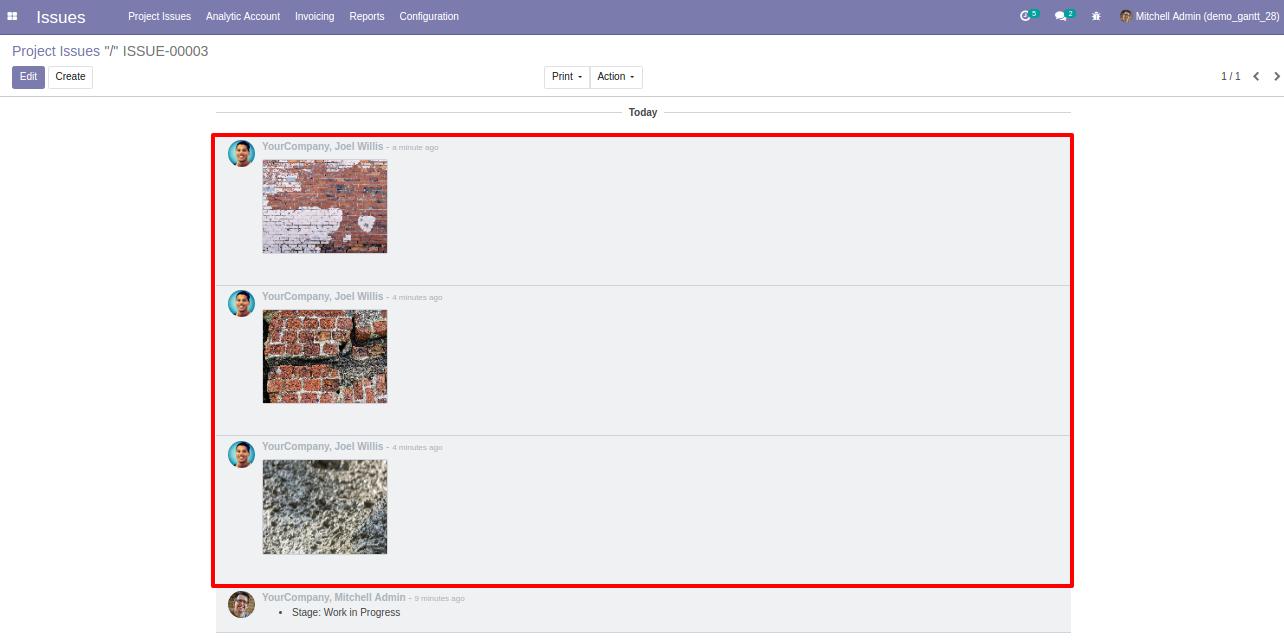 Issues Project Issues Analytic Account Invoicing Reports Configuration 5 2 Mitchell Admin (demo_gantt_28)
Project Issues "/" ISSUE-00003
Edit Create Print Action 1 / 1
Today
YourCompany, Joel Willis - a minute ago
YourCompany, Joel Willis - 4 minutes ago
YourCompany, Joel Willis - 4 minutes ago
YourCompany, Mitchell Admin - 9 minutes ago
• Stage: Work in Progress